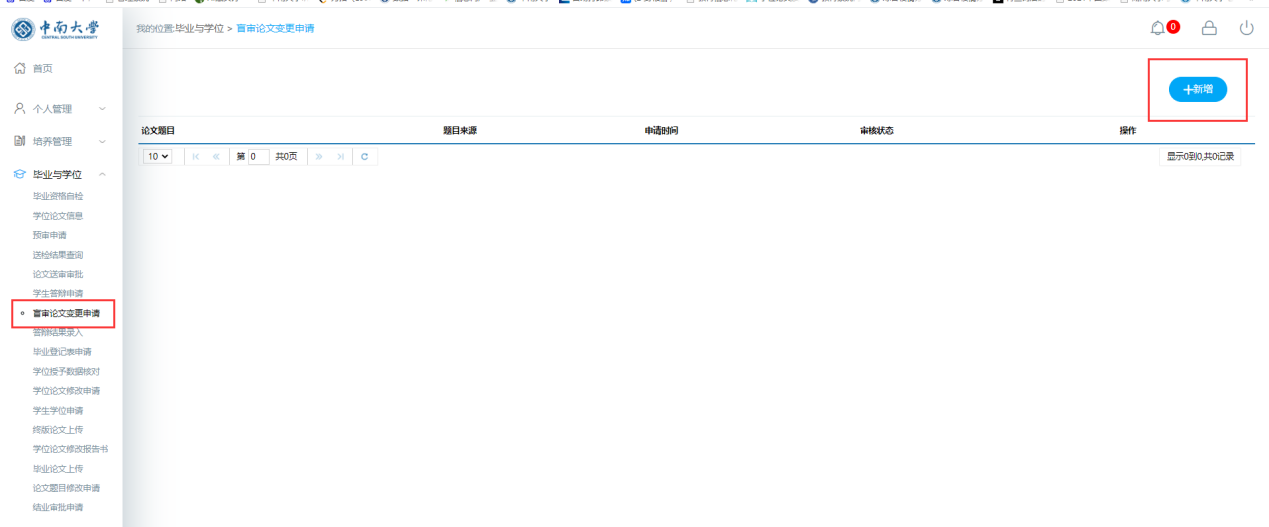 中南大学
CENTRAL SOUTH UNIVERSITY
我的位置:毕业与学位 > 盲审论文变更申请
0
首页
+新增
个人管理
论文题目 题目来源 申请时间 审核状态 操作
培养管理
10 第 0 共0页 显示0到0,共0记录
毕业与学位
毕业资格自检
学位论文信息
预审申请
送检结果查询
论文送审审批
学生答辩申请
盲审论文变更申请
答辩结果录入
毕业登记表申请
学位授予数据核对
学位论文修改申请
学生学位申请
终版论文上传
学位论文修改报告书
毕业论文上传
论文题目修改申请
结业审批申请